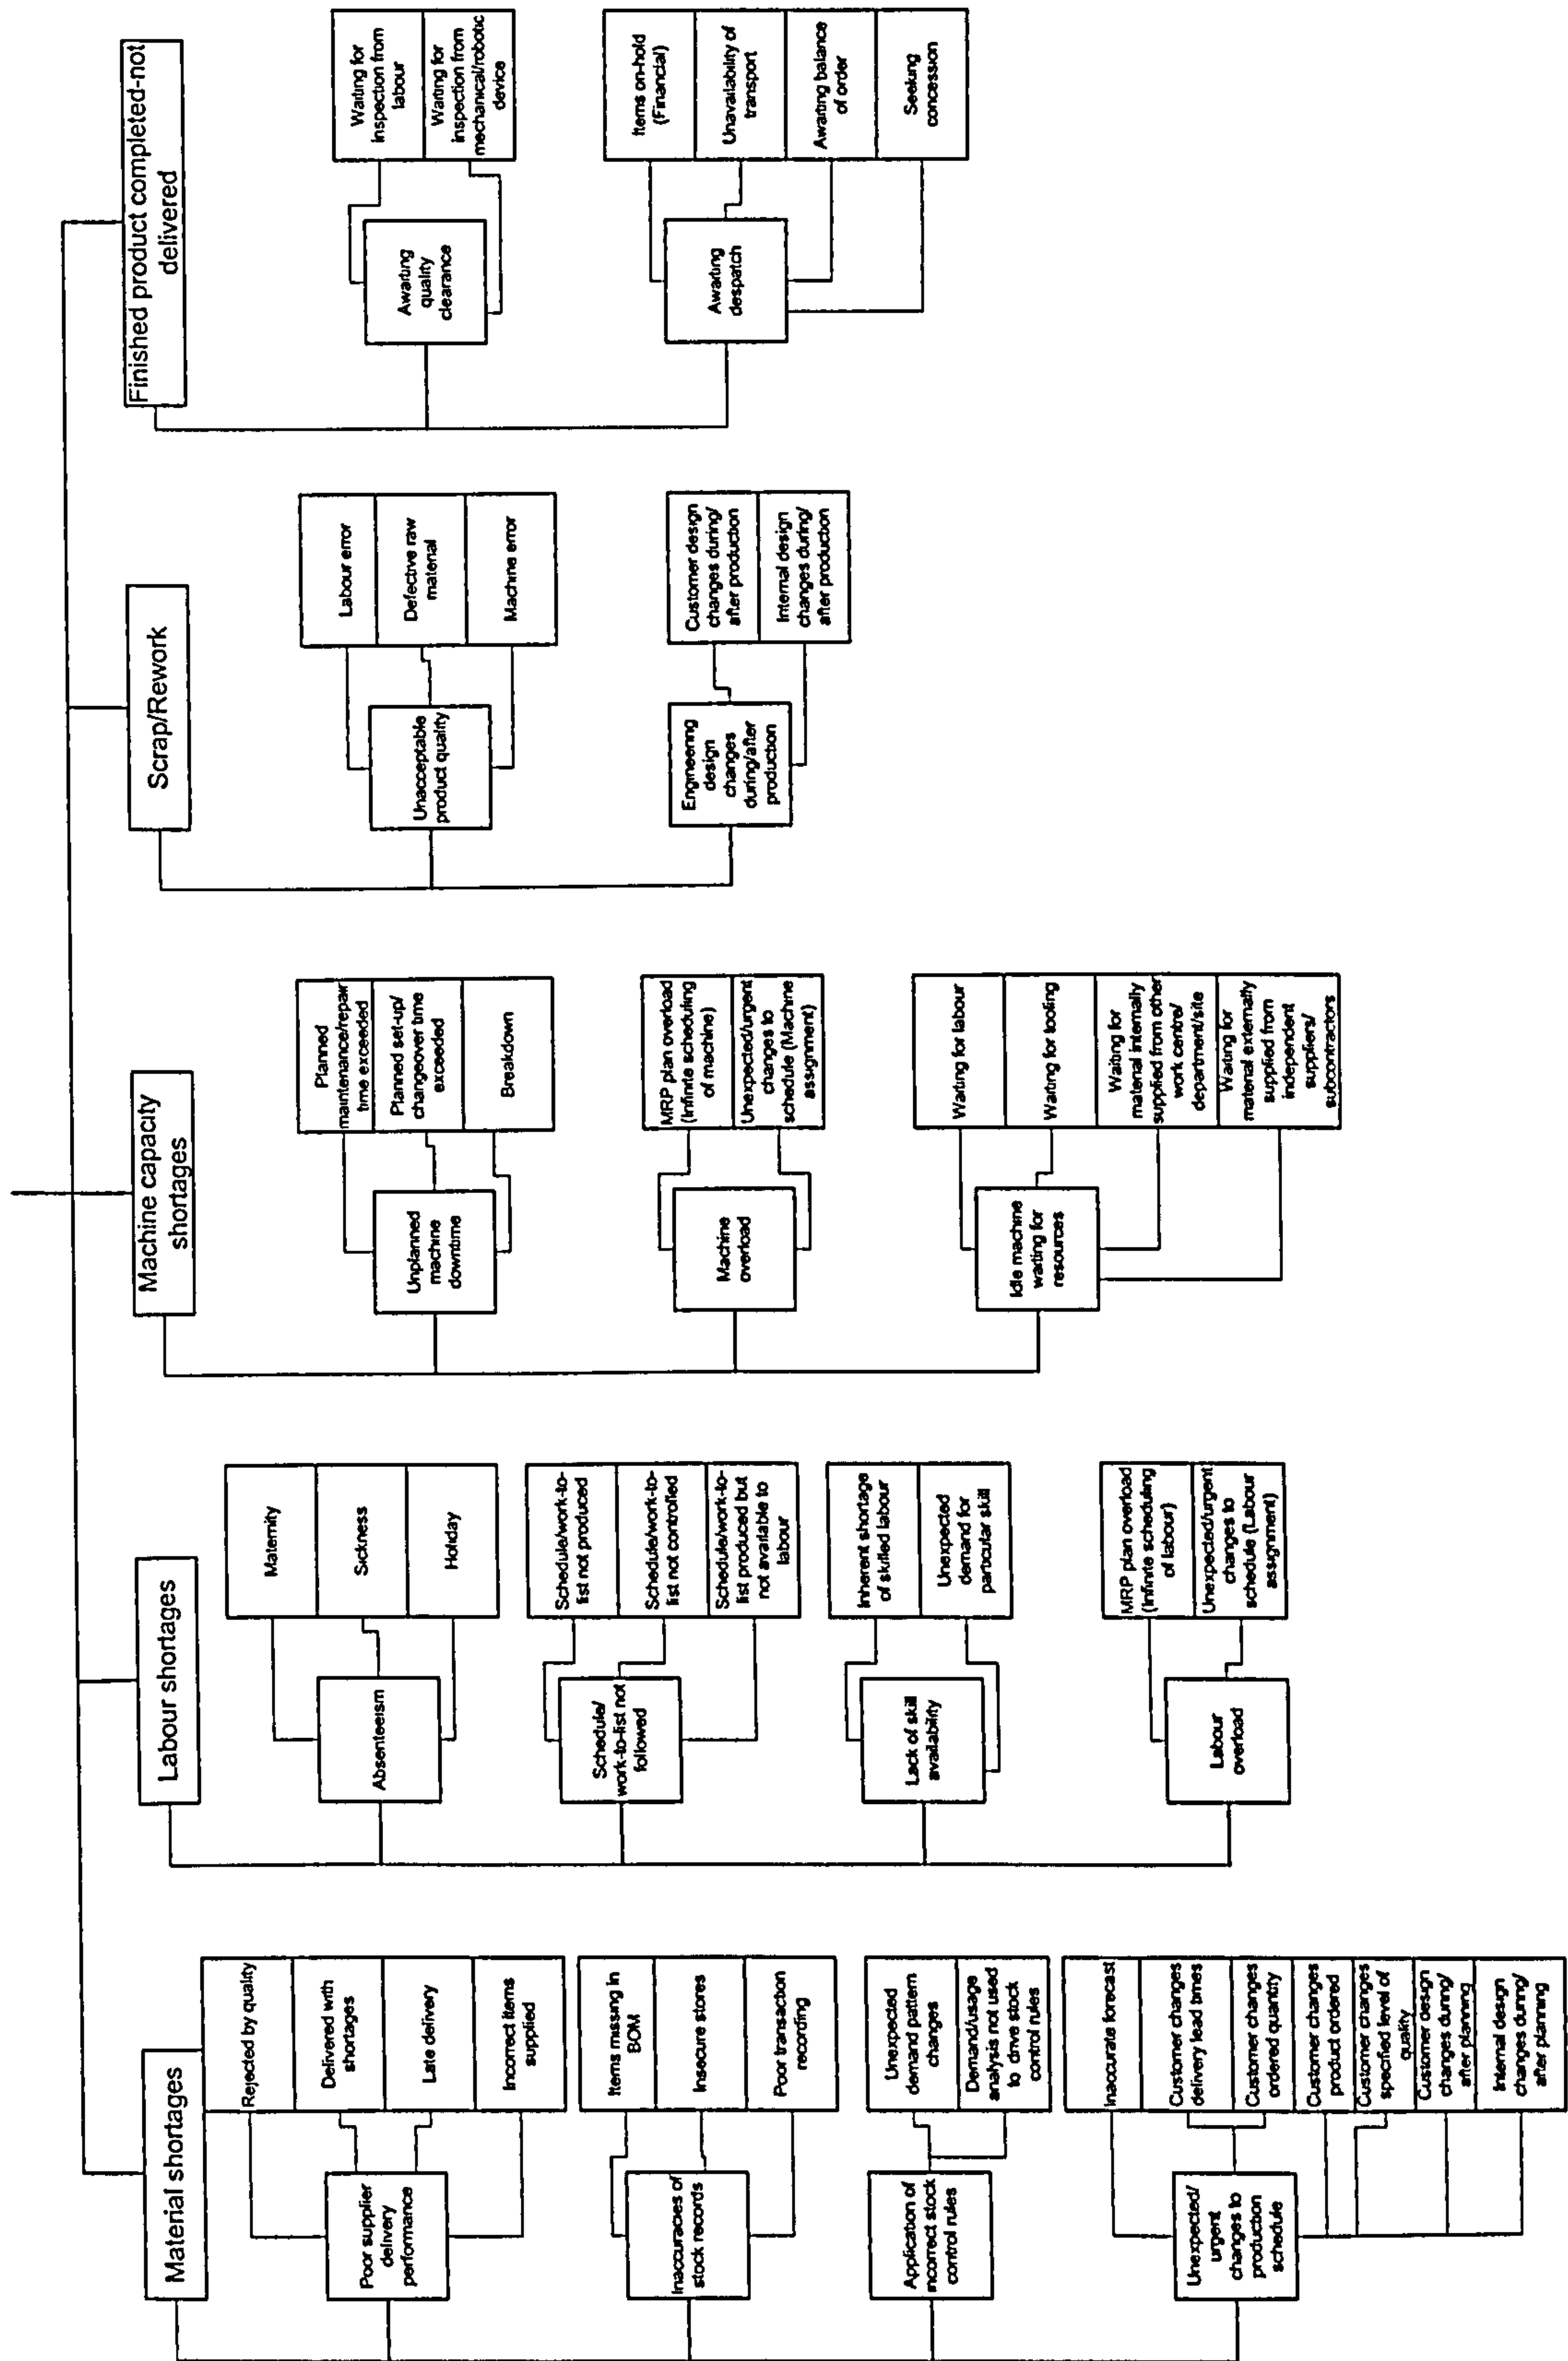 Material shortages
Poor supplier
delivery
performance
Rejected by quality
Delivered with
shortages
Late delivery
Incorrect items
supplied
Inaccuracies of
stock records
Items missing in
BOM
Insecure stores
Poor transaction
recording
Application of
incorrect stock
control rules
Unexpected
demand pattern
changes
Demand/usage
analysis not used
to drive stock
control rules
Unexpected/
urgent
changes to
production
schedule
Inaccurate forecast
Customer changes
delivery lead times
Customer changes
ordered quantity
Customer changes
product ordered
Customer changes
specified level of
quality
Customer design
changes during/
after planning
Internal design
changes during/
after planning
Labour shortages
Absenteeism
Maternity
Sickness
Holiday
Schedule/
work-to-list not
followed
Schedule/work-to-
list not produced
Schedule/work-to-
list not controlled
Schedule/work-to-
list produced but
not available to
labour
Lack of skill
availability
Inherent shortage
of skilled labour
Unexpected
demand for
particular skill
Labour
overload
MRP plan overload
(Infinite scheduling
of labour)
Unexpected/urgent
changes to
schedule (Labour
assignment)
Machine capacity
shortages
Unplanned
machine
downtime
Planned
maintenance/repair
time exceeded
Planned set-up/
changeover time
exceeded
Breakdown
Machine
overload
MRP plan overload
(Infinite scheduling
of machine)
Unexpected/urgent
changes to
schedule (Machine
assignment)
Idle machine
waiting for
resources
Waiting for labour
Waiting for tooling
Waiting for
material internally
supplied from other
work centre/
department/site
Waiting for
material externally
supplied from
independent
suppliers/
subcontractors
Scrap/Rework
Unacceptable
product quality
Labour error
Defective raw
material
Machine error
Engineering
design
changes
during/after
production
Customer design
changes during/
after production
Internal design
changes during/
after production
Finished product completed-not
delivered
Awaiting
quality
clearance
Waiting for
inspection from
labour
Waiting for
inspection from
mechanical/robotic
device
Awaiting
despatch
Items on-hold
(Financial)
Unavailability of
transport
Awaiting balance
of order
Seeking
concession